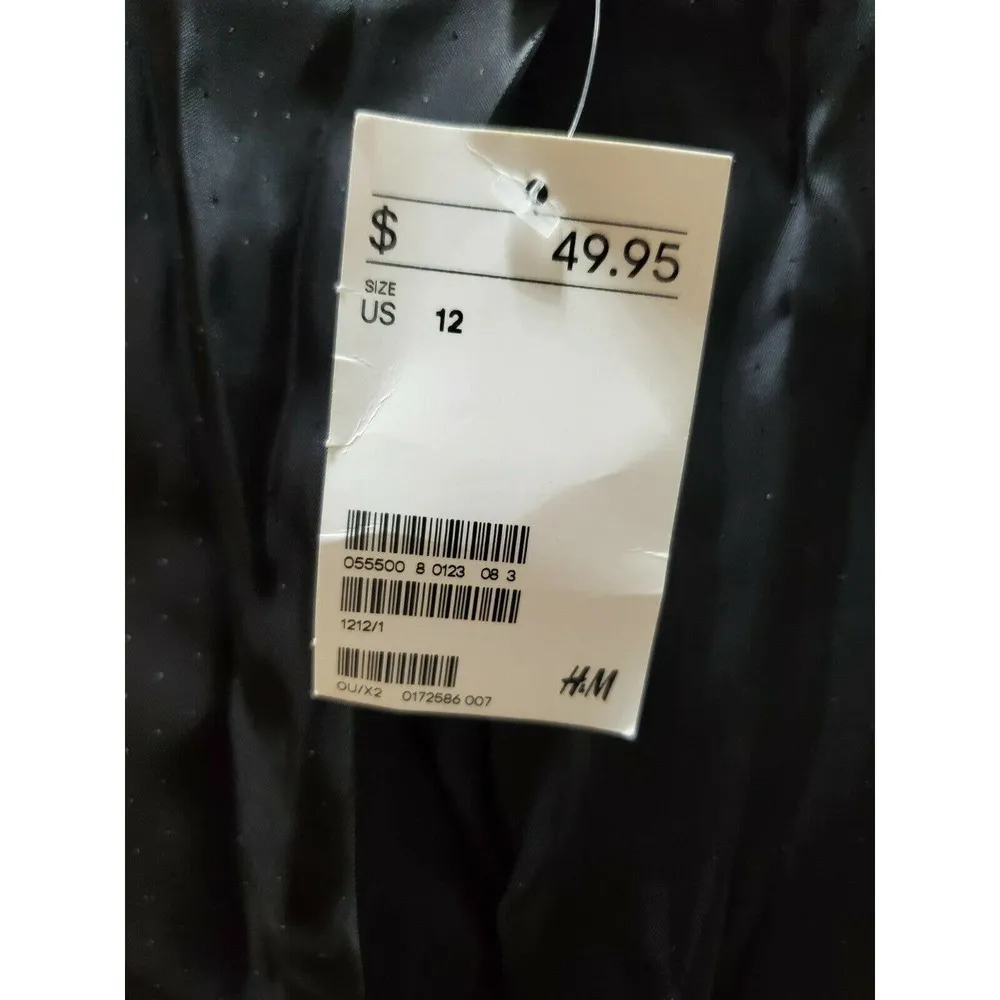 $ 49.95
SIZE
US 12
055500 8 0123 08 3
1212/1
OU/X2 0172586 007
H&M